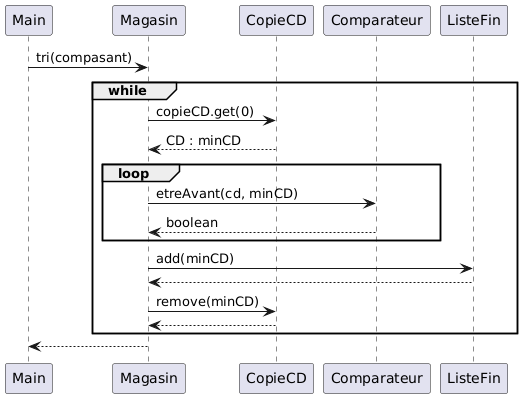 Main Magasin CopieCD Comparateur ListeFin
tri(compasant)
while
copieCD.get(0)
CD : minCD
loop
etreAvant(cd, minCD)
boolean
add(minCD)
remove(minCD)
Main Magasin CopieCD Comparateur ListeFin